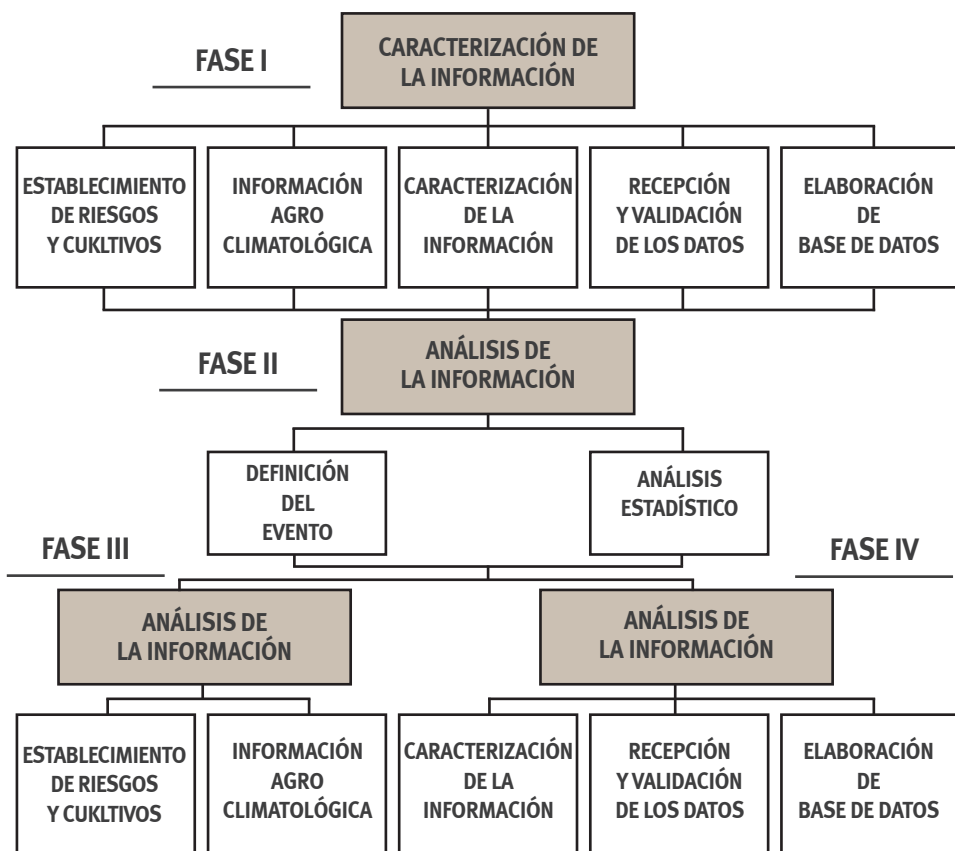 FASE I
CARACTERIZACIÓN DE
LA INFORMACIÓN
ESTABLECIMIENTO
DE RIESGOS
Y CUKLTIVOS
INFORMACIÓN
AGRO
CLIMATOLÓGICA
CARACTERIZACIÓN
DE LA
INFORMACIÓN
RECEPCIÓN
Y VALIDACIÓN
DE LOS DATOS
ELABORACIÓN
DE
BASE DE DATOS
FASE II
ANÁLISIS DE
LA INFORMACIÓN
DEFINICIÓN
DEL
EVENTO
ANÁLISIS
ESTADÍSTICO
FASE III
ANÁLISIS DE
LA INFORMACIÓN
FASE IV
ANÁLISIS DE
LA INFORMACIÓN
ESTABLECIMIENTO
DE RIESGOS
Y CUKLTIVOS
INFORMACIÓN
AGRO
CLIMATOLÓGICA
CARACTERIZACIÓN
DE LA
INFORMACIÓN
RECEPCIÓN
Y VALIDACIÓN
DE LOS DATOS
ELABORACIÓN
DE
BASE DE DATOS